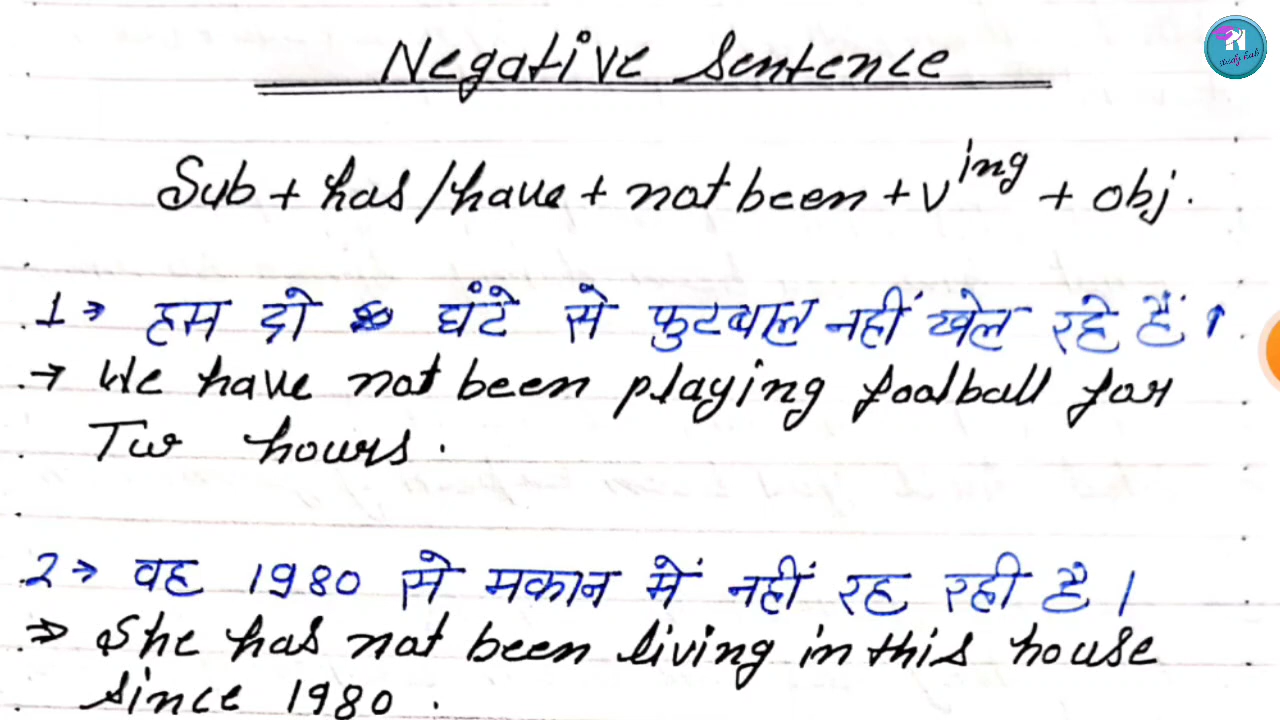 Negative Sentence
Sub + has/have + not been + v ing + obj.
1→ हम दो घंटे से फुटबाल नहीं खेल रहे हैं।
→ We have not been playing football for
Tw hours.
2→ वह 1980 से मकान में नहीं रह रही है।
⇒ She has not been living in this house
since 1980.